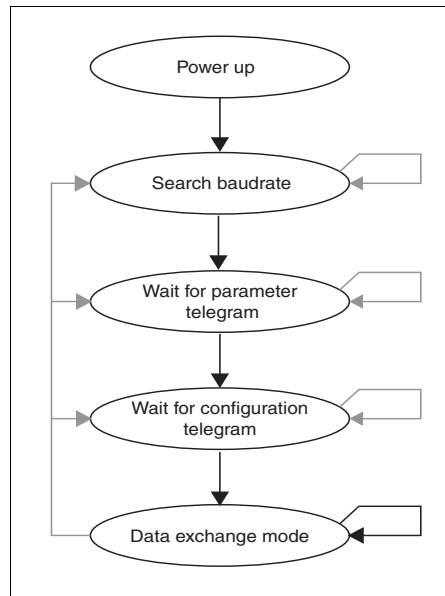 Power up
Search baudrate
Wait for parameter
telegram
Wait for configuration
telegram
Data exchange mode